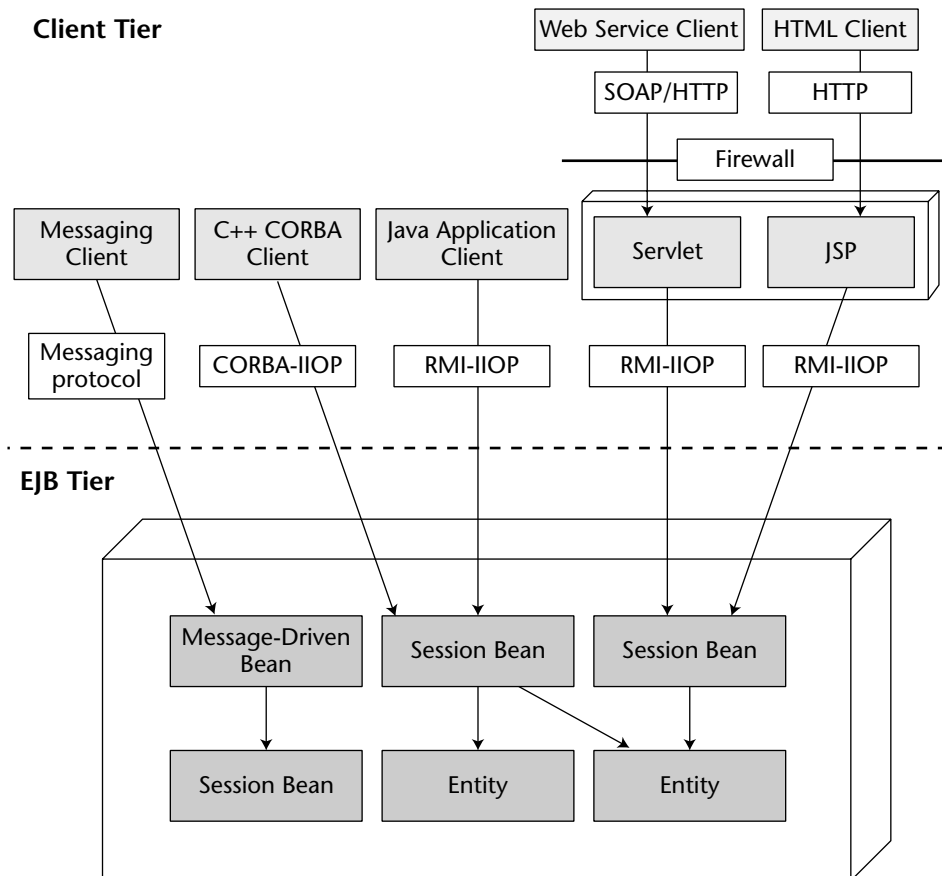 Client Tier
Web Service Client
HTML Client
SOAP/HTTP
HTTP
Firewall
Messaging
Client
C++ CORBA
Client
Java Application
Client
Servlet
JSP
Messaging
protocol
CORBA-IIOP
RMI-IIOP
RMI-IIOP
RMI-IIOP
EJB Tier
Message-Driven
Bean
Session Bean
Session Bean
Session Bean
Entity
Entity